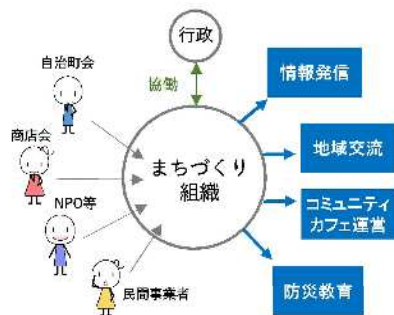 行政
協働
自治町会
商店会
NPO等
民間事業者
まちづくり
組織
情報発信
地域交流
コミュニティ
カフェ運営
防災教育